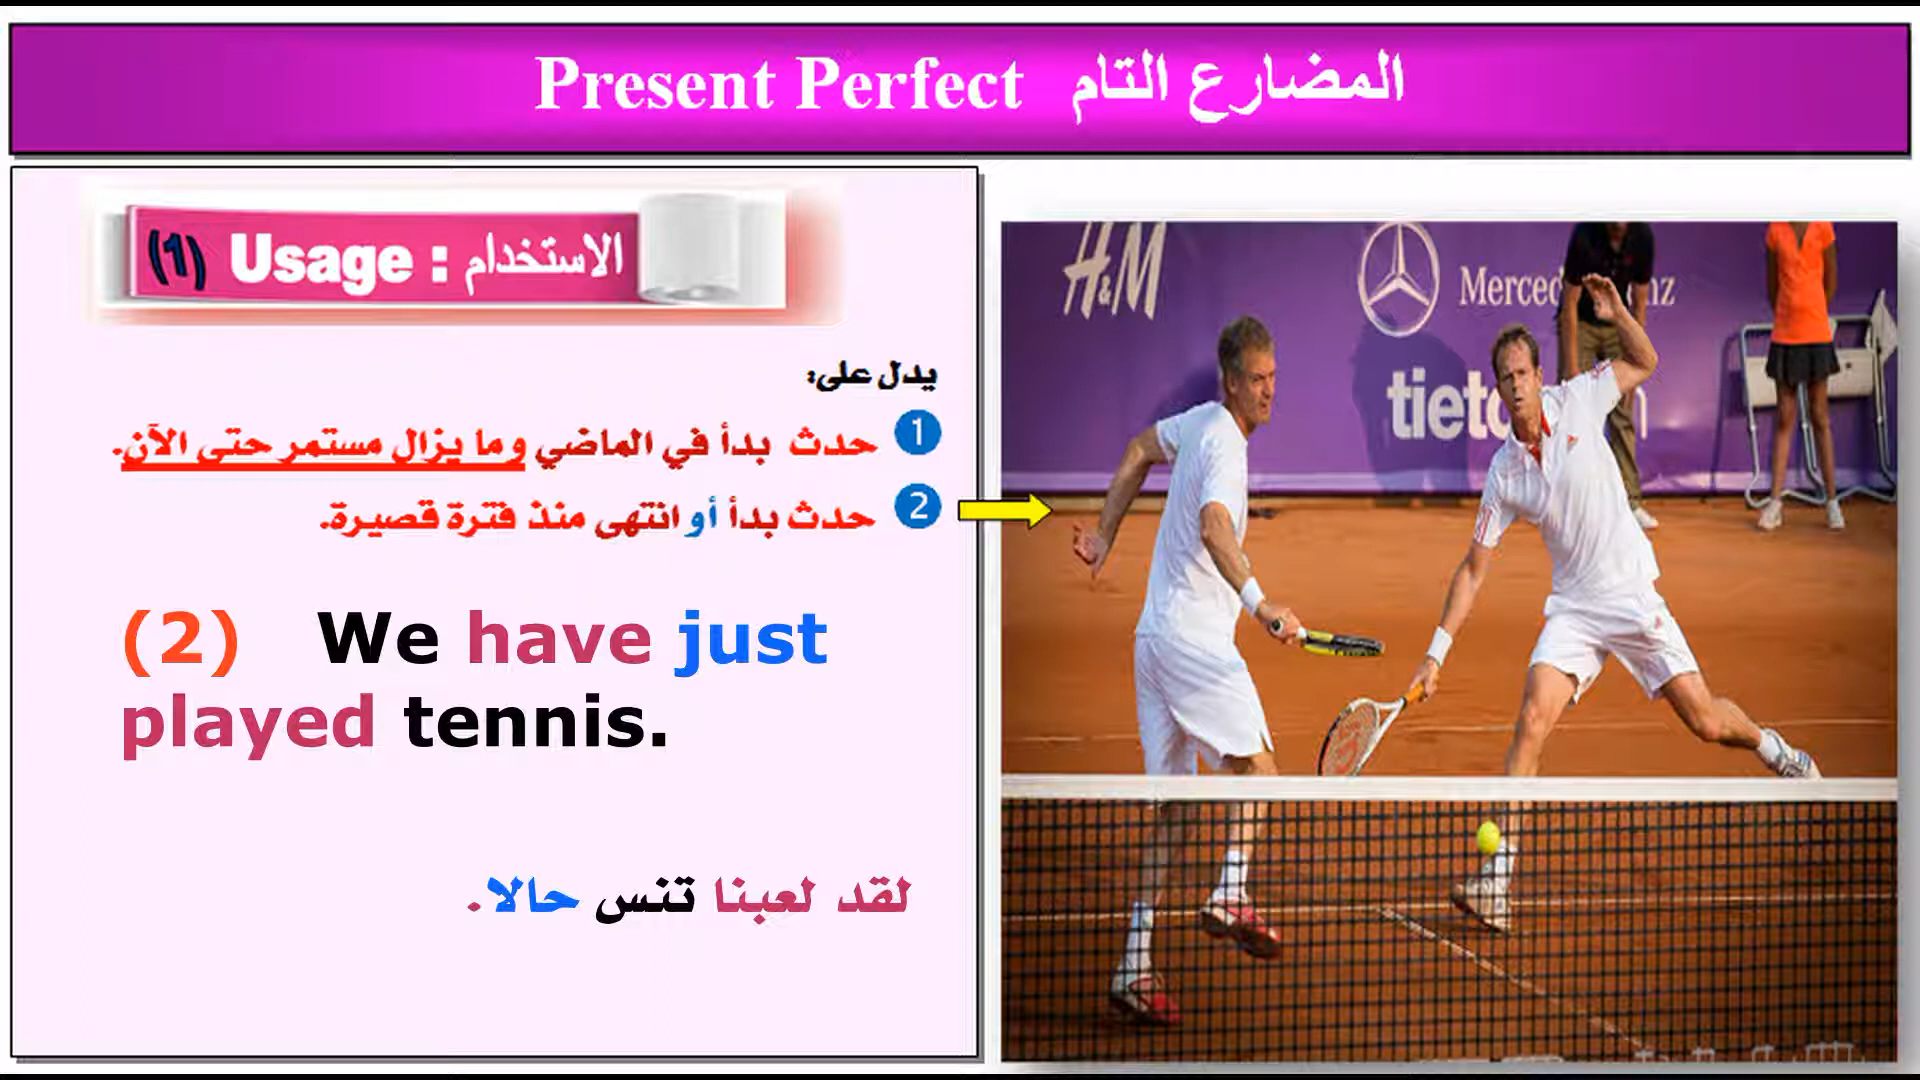 Present Perfect المضارع التام
(1) Usage : الاستخدام
يدل على:
1 حدث بدأ في الماضي وما يزال مستمر حتى الآن.
2 حدث بدأ أو انتهى منذ فترة قصيرة.
(2) We have just
played tennis.
لقد لعبنا تنس حالا.
H&M
tieto